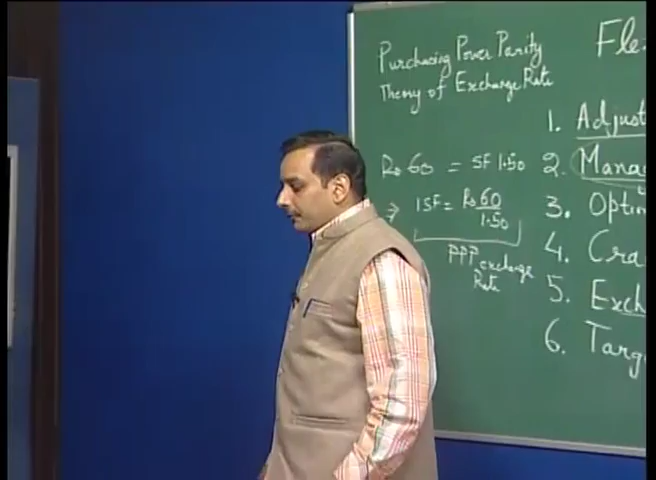 Purchasing Power Parity
Theory of Exchange Rate
Rs 60 = SF 1.50
1SF = Rs 60
1.50
PPP exchange
Rate
Fle
1. Adjust
2. Mana
3. Opti
4. Cra
5. Exch
6. Targ